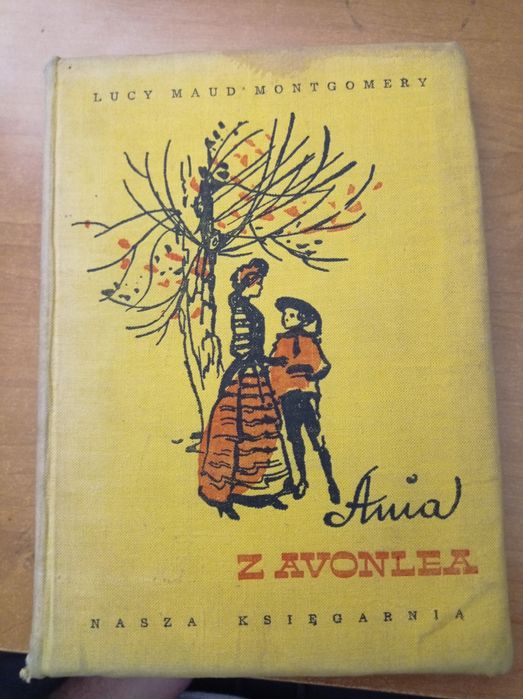 LUCY MAUD MONTGOMERY
Ania
Z AVONLEA
NASZA KSIĘGARNIA